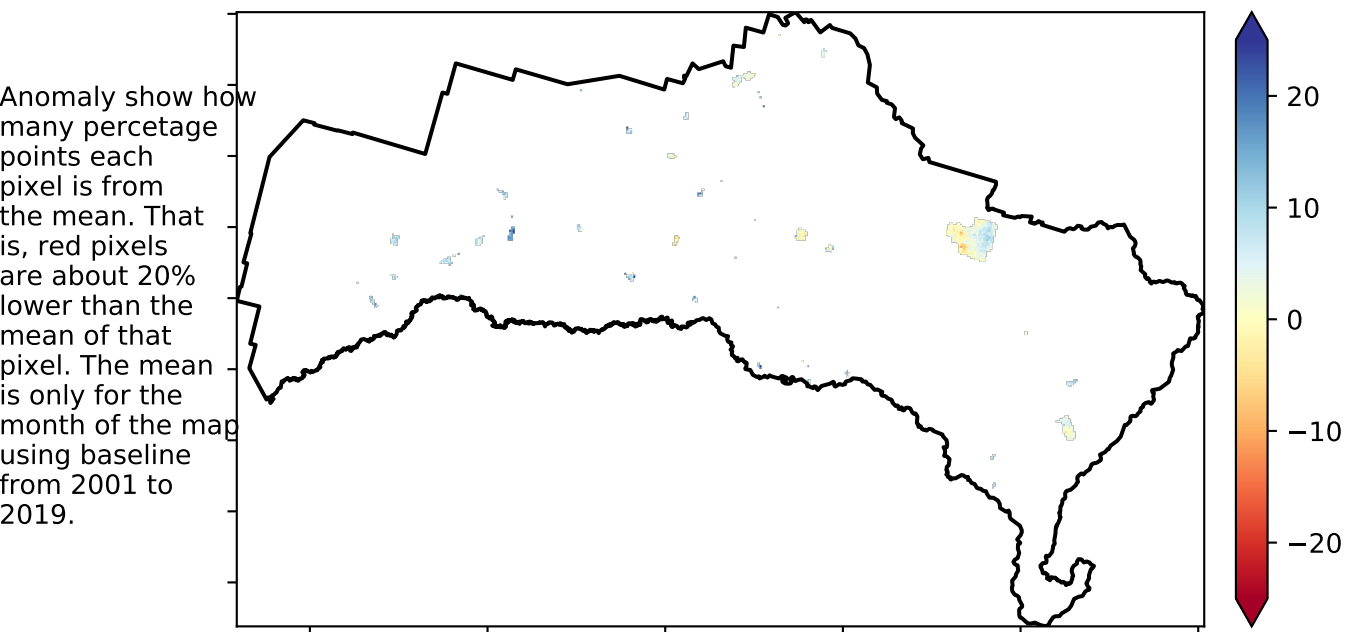 Anomaly show how
many percetage
points each
pixel is from
the mean. That
is, red pixels
are about 20%
lower than the
mean of that
pixel. The mean
is only for the
month of the map
using baseline
from 2001 to
2019.
20
10
0
−10
−20